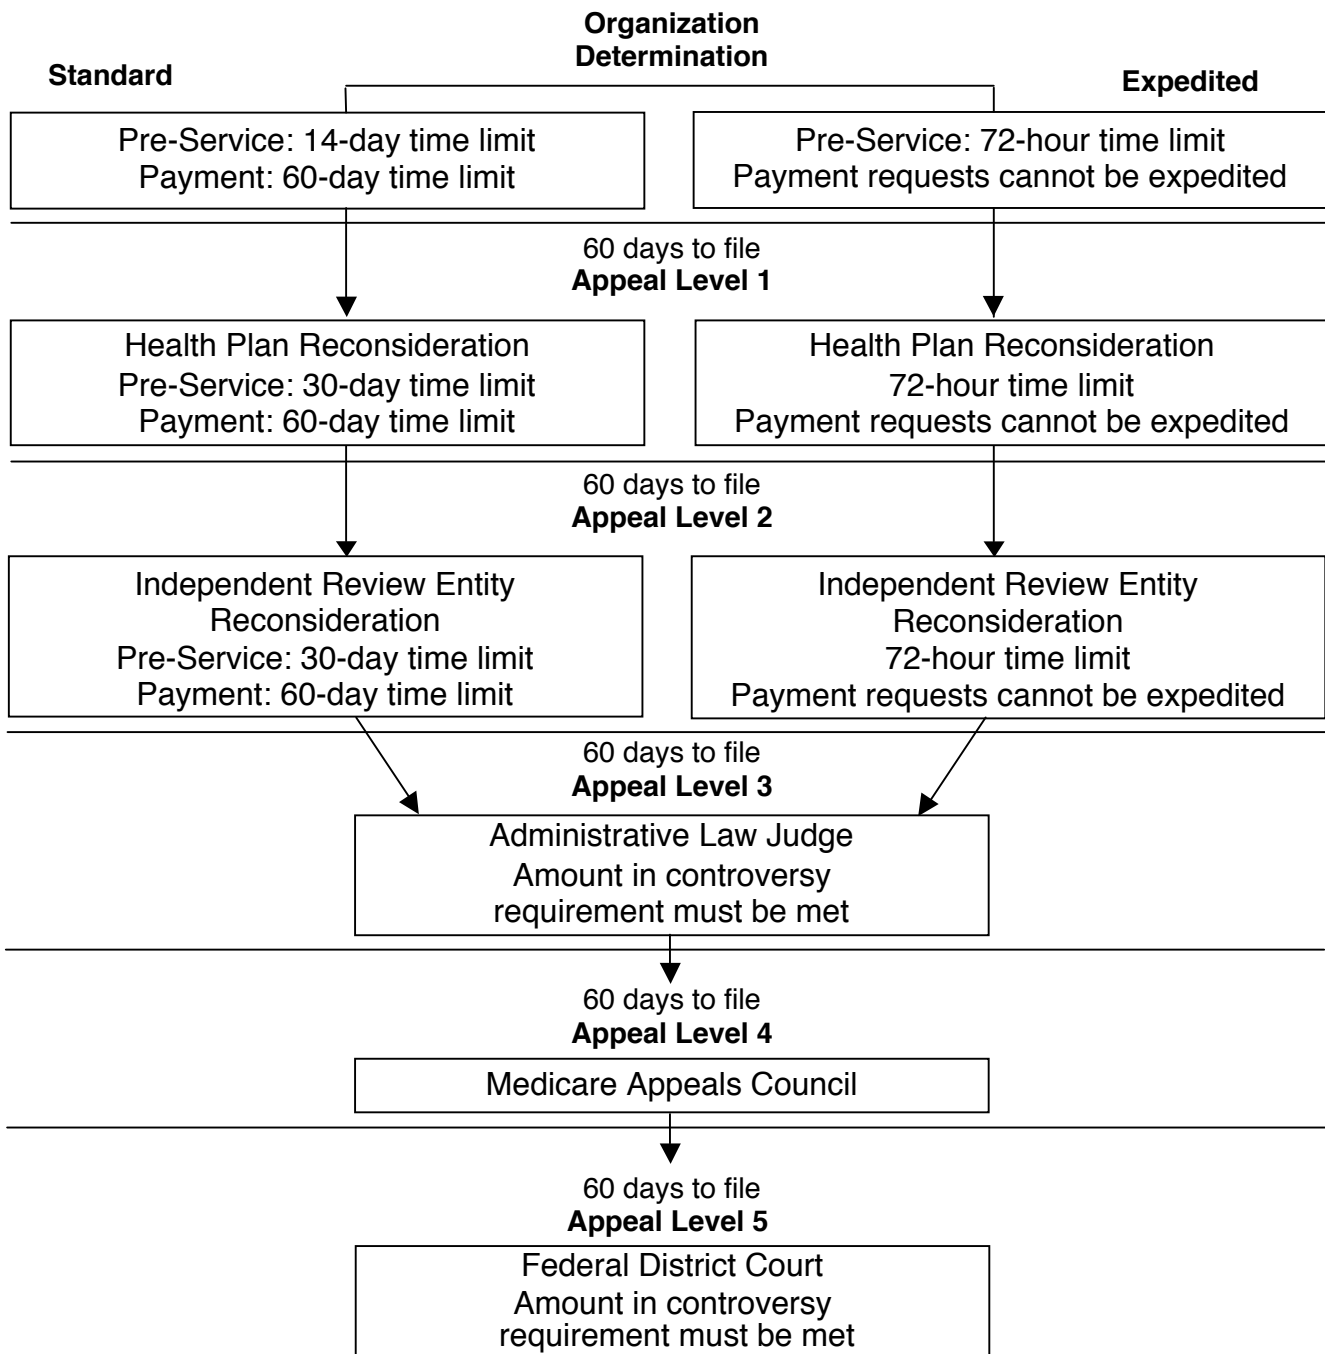 Organization
Determination
Standard
Expedited
Pre-Service: 14-day time limit
Payment: 60-day time limit
Pre-Service: 72-hour time limit
Payment requests cannot be expedited
60 days to file
Appeal Level 1
Health Plan Reconsideration
Pre-Service: 30-day time limit
Payment: 60-day time limit
Health Plan Reconsideration
72-hour time limit
Payment requests cannot be expedited
60 days to file
Appeal Level 2
Independent Review Entity
Reconsideration
Pre-Service: 30-day time limit
Payment: 60-day time limit
Independent Review Entity
Reconsideration
72-hour time limit
Payment requests cannot be expedited
60 days to file
Appeal Level 3
Administrative Law Judge
Amount in controversy
requirement must be met
60 days to file
Appeal Level 4
Medicare Appeals Council
60 days to file
Appeal Level 5
Federal District Court
Amount in controversy
requirement must be met